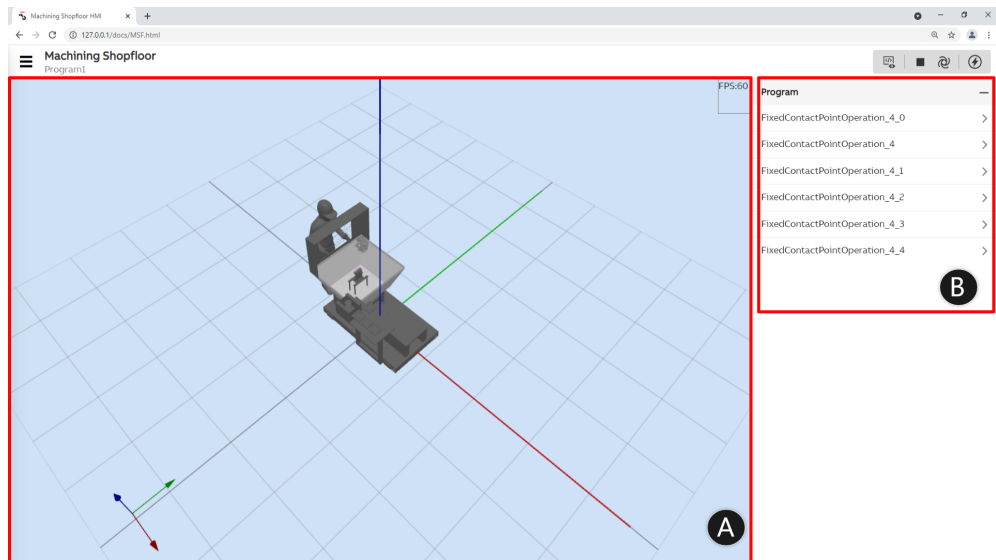 Machining Shopfloor HMI
127.0.0.1/docs/MSF.html
Machining Shopfloor
Program1
FPS:60
A
Program
FixedContactPointOperation_4_0
FixedContactPointOperation_4
FixedContactPointOperation_4_1
FixedContactPointOperation_4_2
FixedContactPointOperation_4_3
FixedContactPointOperation_4_4
B